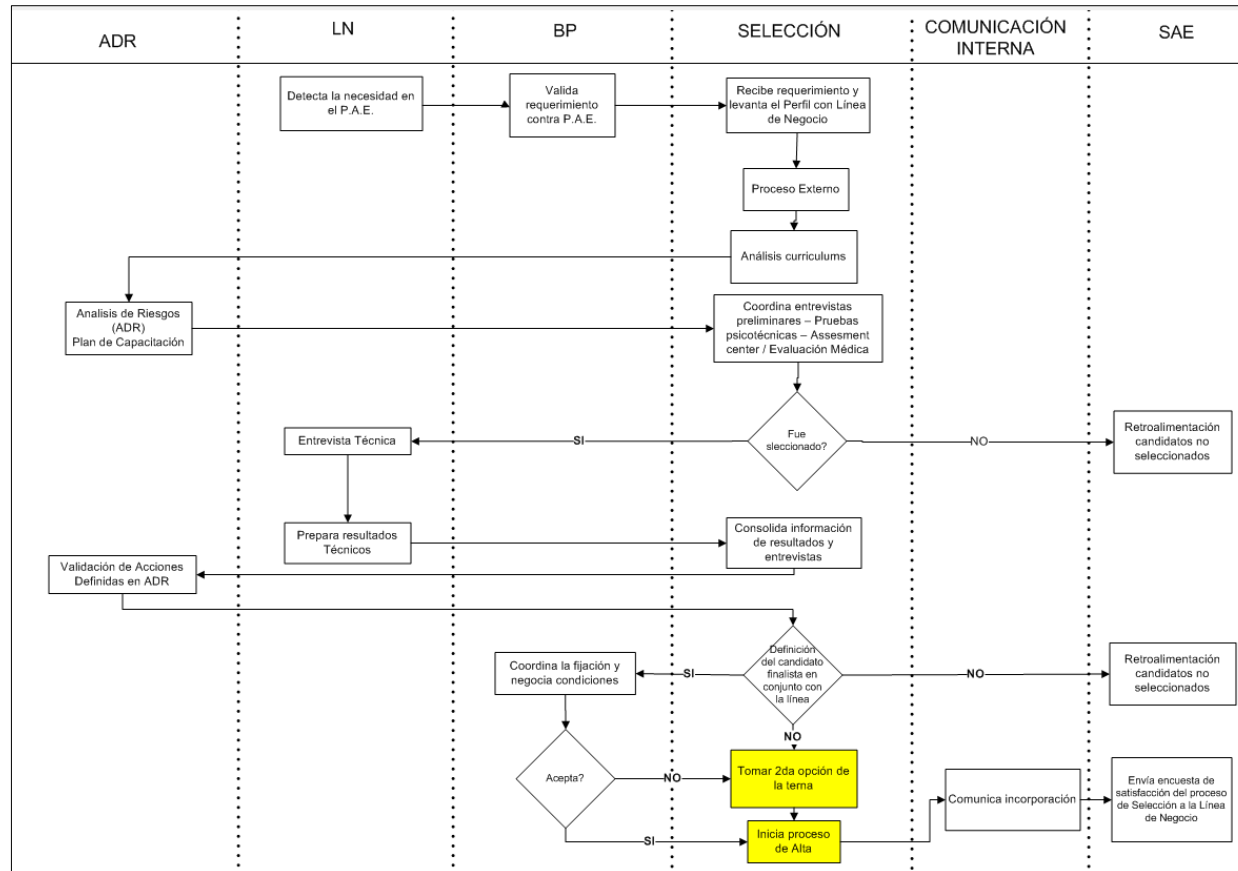 ADR
LN
BP
SELECCIÓN
COMUNICACIÓN
INTERNA
SAE
Detecta la necesidad en
el P.A.E.
Valida
requerimiento
contra P.A.E.
Recibe requerimiento y
levanta el Perfil con Línea
de Negocio
Proceso Externo
Análisis curriculums
Analisis de Riesgos
(ADR)
Plan de Capacitación
Coordina entrevistas
preliminares – Pruebas
psicotécnicas – Assesment
center / Evaluación Médica
Entrevista Técnica
SI
Fue
sleccionado?
NO
Retroalimentación
candidatos no
seleccionados
Prepara resultados
Técnicos
Consolida información
de resultados y
entrevistas
Validación de Acciones
Definidas en ADR
Coordina la fijación y
negocia condiciones
SI
Definición
del candidato
finalista en
conjunto con
la línea
NO
Retroalimentación
candidatos no
seleccionados
NO
Acepta?
NO
Tomar 2da opción de
la terna
Comunica incorporación
Envía encuesta de
satisfacción del proceso
de Selección a la Línea
de Negocio
SI
Inicia proceso
de Alta